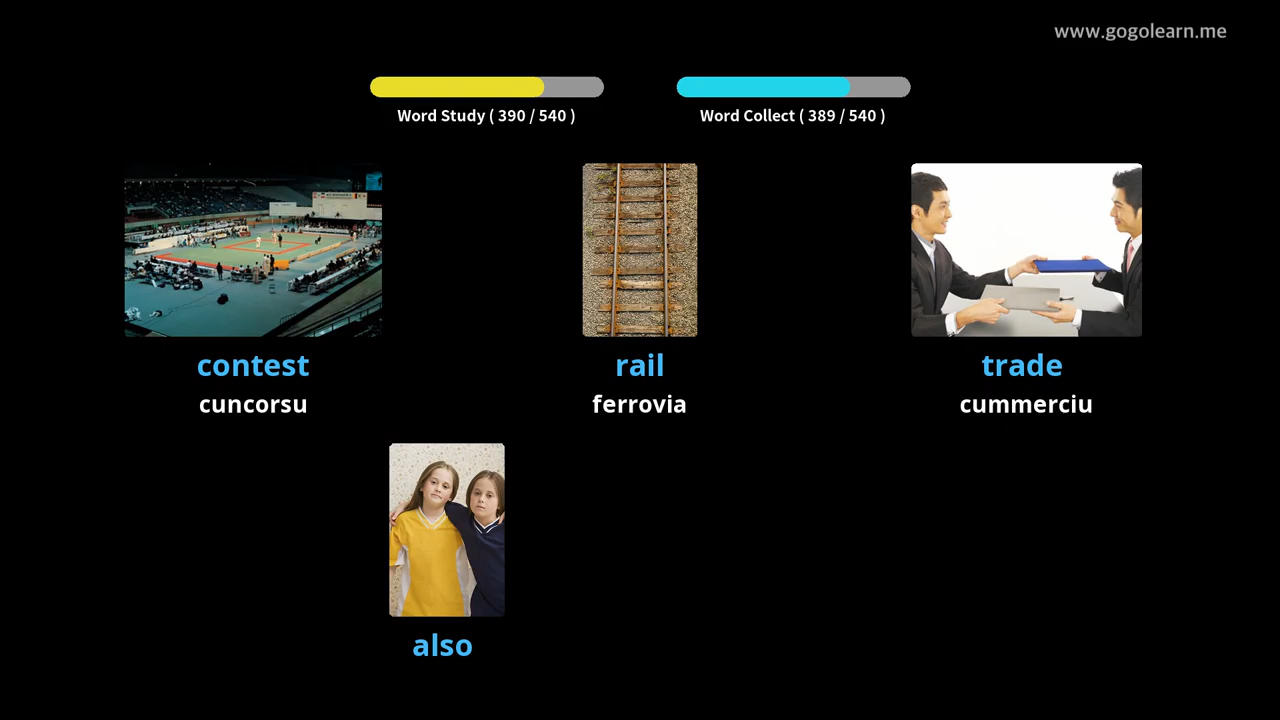 www.gogolearn.me
Word Study ( 390 / 540 )
Word Collect ( 389 / 540 )
contest
rail
trade
cuncorsu
ferrovia
cummerciu
also